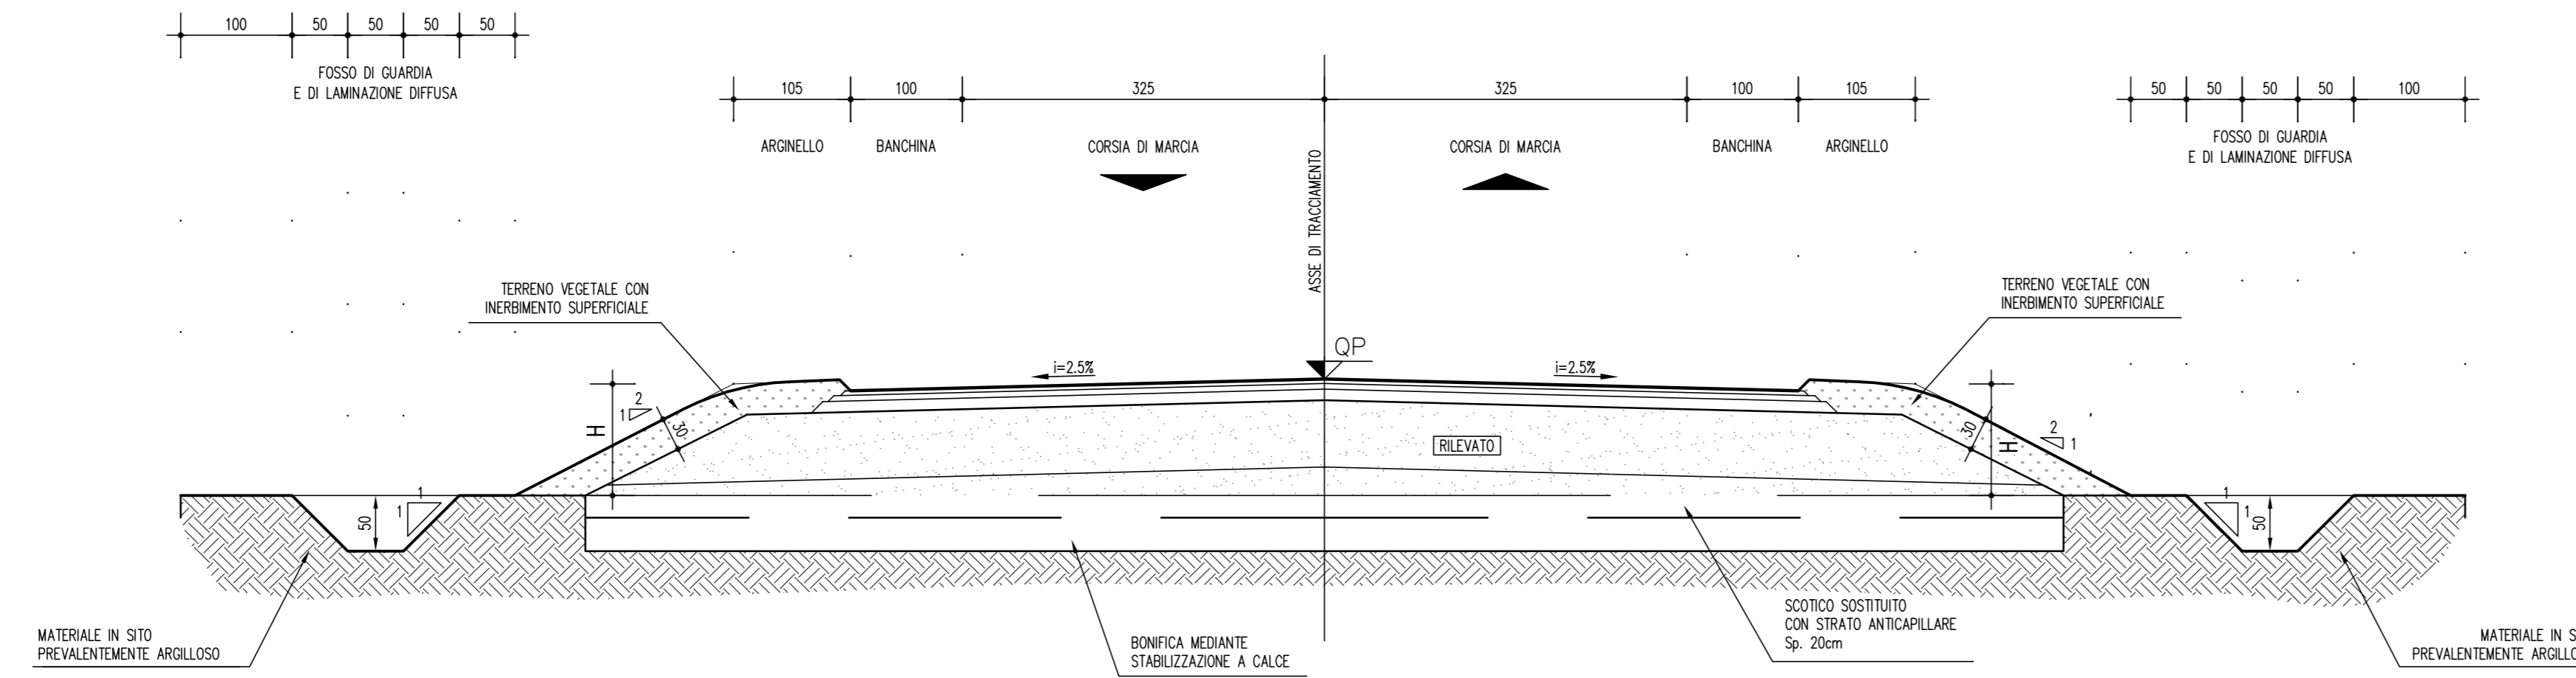 100 50 50 50 50
FOSSO DI GUARDIA
E DI LAMINAZIONE DIFFUSA
105 100 325 325 100 105
ARGINELLO BANCHINA CORSIA DI MARCIA CORSIA DI MARCIA BANCHINA ARGINELLO
50 50 50 50 100
FOSSO DI GUARDIA
E DI LAMINAZIONE DIFFUSA
ASSE DI TRACCIAMENTO
TERRENO VEGETALE CON
INERBIMENTO SUPERFICIALE
TERRENO VEGETALE CON
INERBIMENTO SUPERFICIALE
QP
i=2.5%
i=2.5%
2
1
H
30
RILEVATO
30
H
2
1
1
1
50
1
1
50
MATERIALE IN SITO
PREVALENTEMENTE ARGILLOSO
BONIFICA MEDIANTE
STABILIZZAZIONE A CALCE
SCOTICO SOSTITUITO
CON STRATO ANTICAPILLARE
Sp. 20cm
MATERIALE IN S
PREVALENTEMENTE ARGILLO